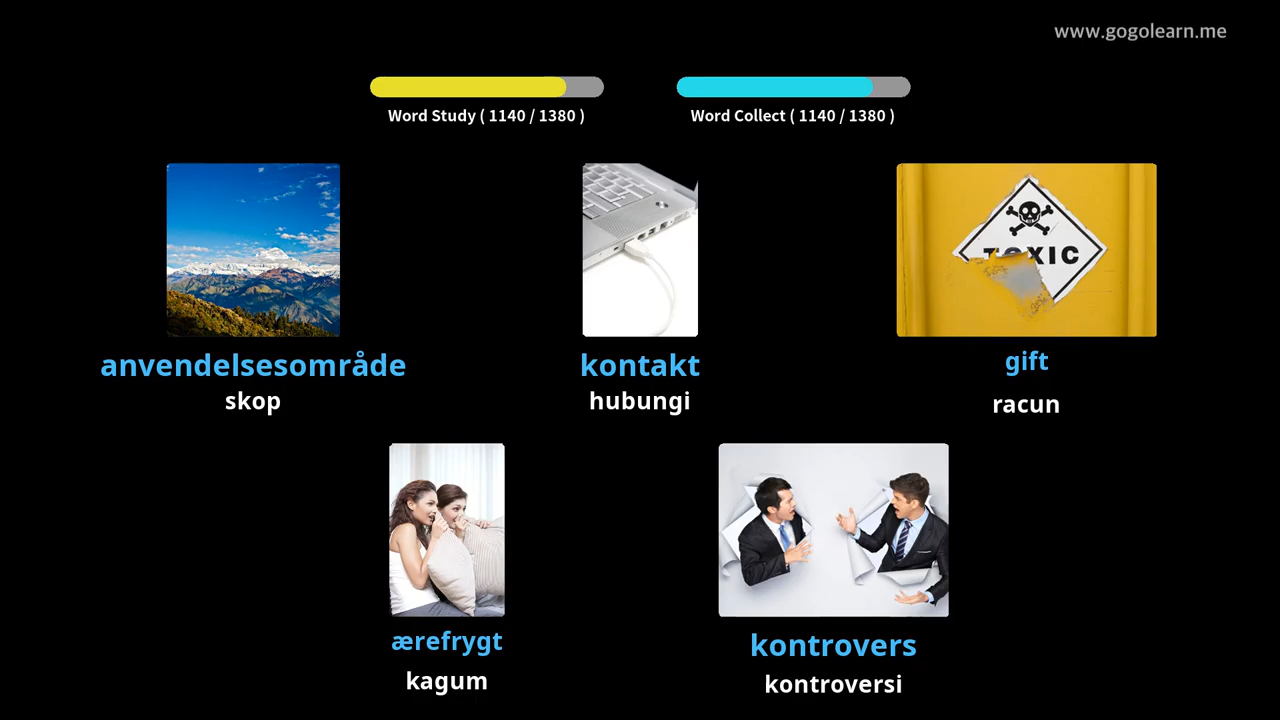 www.gogolearn.me
Word Study ( 1140 / 1380 )
Word Collect ( 1140 / 1380 )
TOXIC
anvendelsesområde
skop
kontakt
hubungi
gift
racun
ærefrygt
kagum
kontrovers
kontroversi